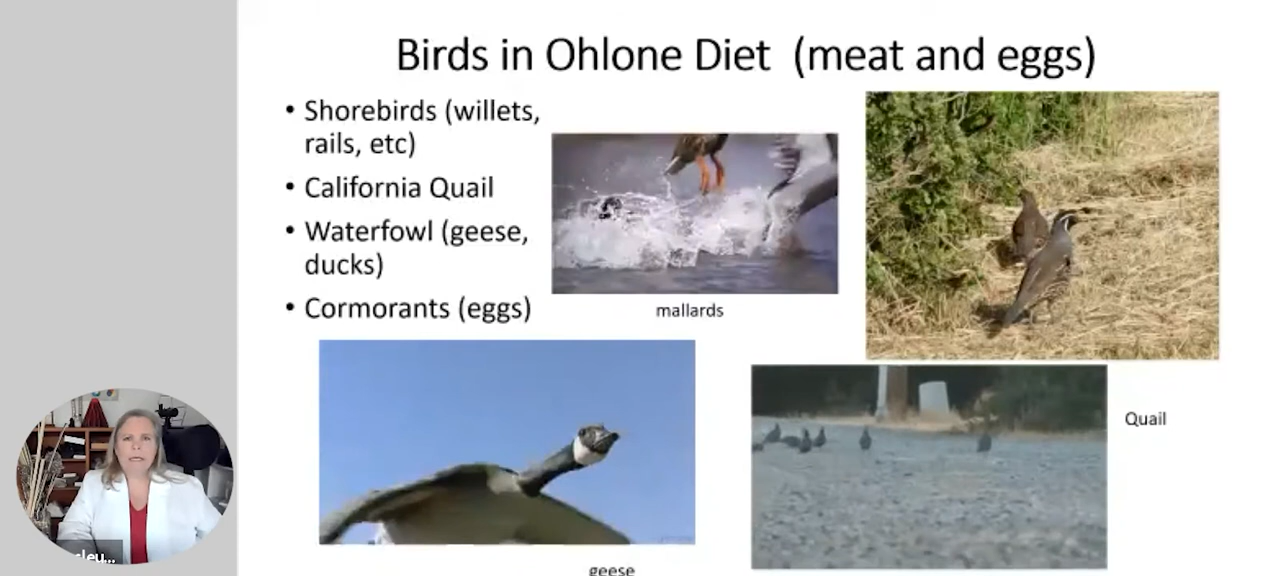 Birds in Ohlone Diet (meat and eggs)
• Shorebirds (willets,
rails, etc)
• California Quail
• Waterfowl (geese,
ducks)
• Cormorants (eggs)
mallards
Quail
geese